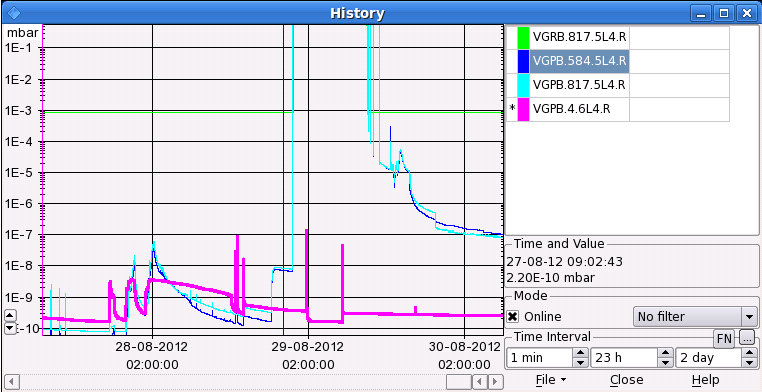 History
mbar
1E-1
1E-2
1E-3
1E-4
1E-5
1E-6
1E-7
1E-8
1E-9
E-10
28-08-2012
02:00:00
29-08-2012
02:00:00
30-08-2012
02:00:00
VGRB.817.5L4.R
VGPB.584.5L4.R
VGPB.817.5L4.R
* VGPB.4.6L4.R
Time and Value
27-08-12 09:02:43
2.20E-10 mbar
Mode
Online No filter
Time Interval FN ...
1 min 23 h 2 day
File Close Help